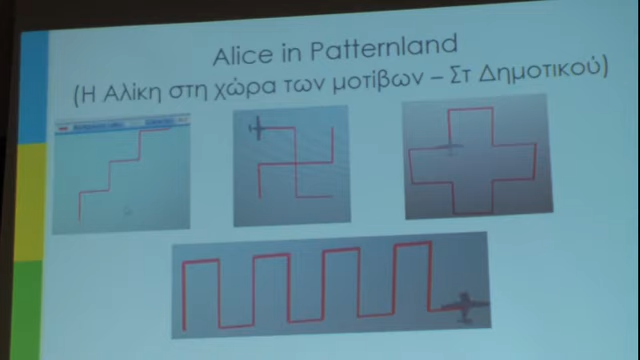 Alice in Patternland
(Η Αλίκη στη χώρα των μοτίβων – Στ Δημοτικού)